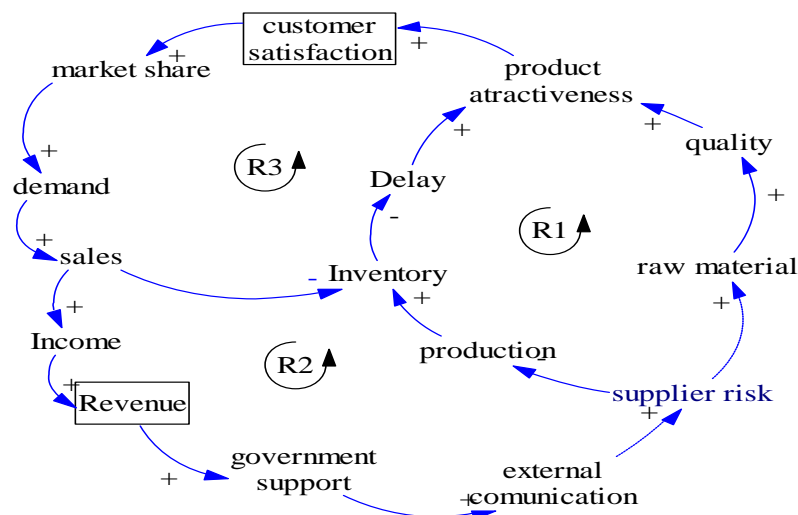 customer
satisfaction
+
+
market share
product
atractiveness
+
+
+
quality
R3
Delay
demand
-
+
+
R1
sales
-
Inventory
raw material
+
+
+
Income
production
-
R2
+
Revenue
supplier risk
+
government
support
+
external
comunication
+